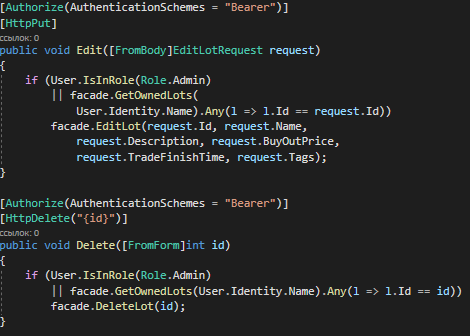 [Authorize(AuthenticationSchemes = "Bearer")]
[HttpPut]
ссылок: 0
public void Edit([FromBody]EditLotRequest request)
{
    if (User.IsInRole(Role.Admin)
        || facade.GetOwnedLots(
            User.Identity.Name).Any(l => l.Id == request.Id))
        facade.EditLot(request.Id, request.Name,
            request.Description, request.BuyOutPrice,
            request.TradeFinishTime, request.Tags);
}
[Authorize(AuthenticationSchemes = "Bearer")]
[HttpDelete("{id}")]
ссылок: 0
public void Delete([FromForm]int id)
{
    if (User.IsInRole(Role.Admin)
        || facade.GetOwnedLots(User.Identity.Name).Any(l => l.Id == id))
        facade.DeleteLot(id);
}